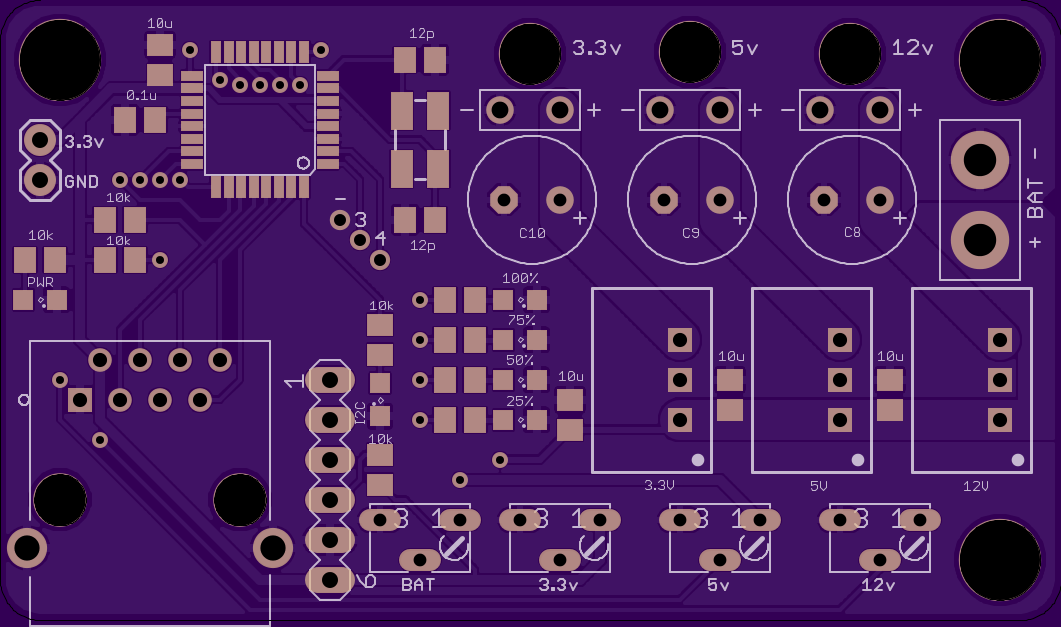 10u
12p
3.3v
5v
12v
0.1u
- +
- +
- +
3.3v
GND
BAT
- +
10k
-
3
4
10k
10k
12p
+
C10
+
C9
+
C8
PWR
100%
10k
75%
10u
10u
50%
10u
1
25%
I2C
10k
3.3V
5V
12V
3 1
3 1
3 1
3 1
6
BAT
3.3v
5v
12v